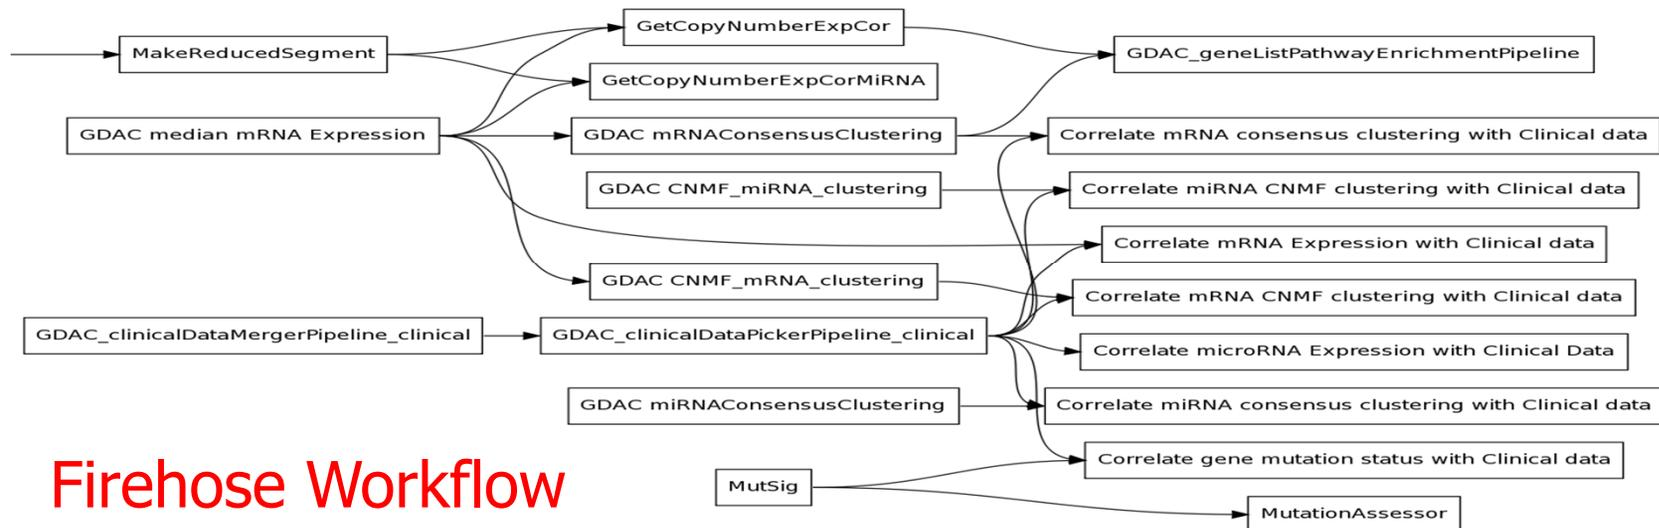 GetCopyNumberExpCor
MakeReducedSegment
GDAC_geneListPathwayEnrichmentPipeline
GetCopyNumberExpCorMiRNA
GDAC median mRNA Expression
GDAC mRNAConsensusClustering
Correlate mRNA consensus clustering with Clinical data
GDAC CNMF_miRNA_clustering
Correlate miRNA CNMF clustering with Clinical data
Correlate mRNA Expression with Clinical data
GDAC CNMF_mRNA_clustering
Correlate mRNA CNMF clustering with Clinical data
GDAC_clinicalDataMergerPipeline_clinical
GDAC_clinicalDataPickerPipeline_clinical
Correlate microRNA Expression with Clinical Data
GDAC miRNAConsensusClustering
Correlate miRNA consensus clustering with Clinical data
Correlate gene mutation status with Clinical data
Firehose Workflow
MutSig
MutationAssessor